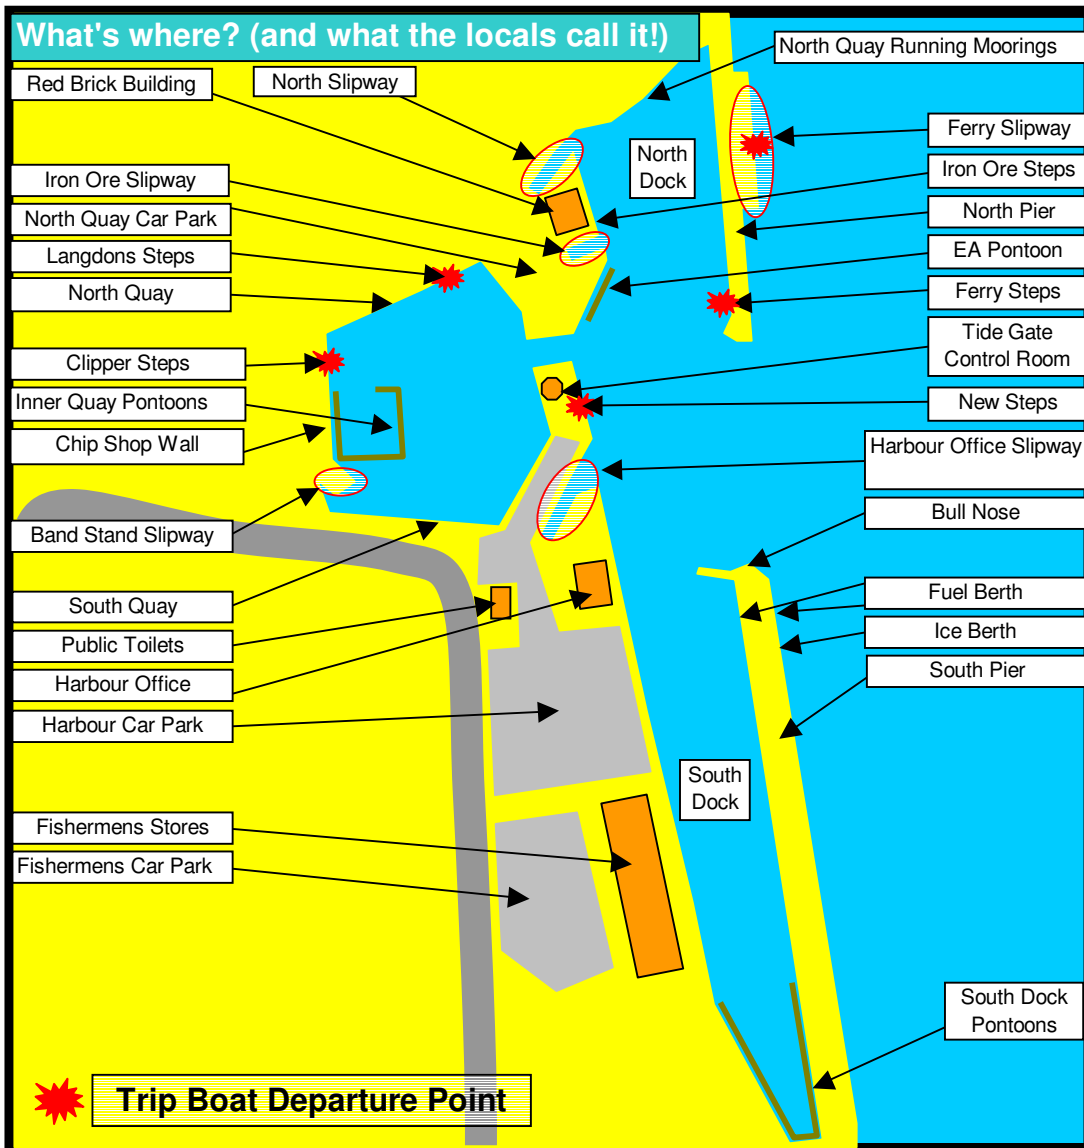 What's where? (and what the locals call it!)
Red Brick Building
North Slipway
Iron Ore Slipway
North Quay Car Park
Langdons Steps
North Quay
Clipper Steps
Inner Quay Pontoons
Chip Shop Wall
Band Stand Slipway
South Quay
Public Toilets
Harbour Office
Harbour Car Park
Fishermens Stores
Fishermens Car Park
North
Dock
South
Dock
North Quay Running Moorings
Ferry Slipway
Iron Ore Steps
North Pier
EA Pontoon
Ferry Steps
Tide Gate
Control Room
New Steps
Harbour Office Slipway
Bull Nose
Fuel Berth
Ice Berth
South Pier
South Dock
Pontoons
Trip Boat Departure Point